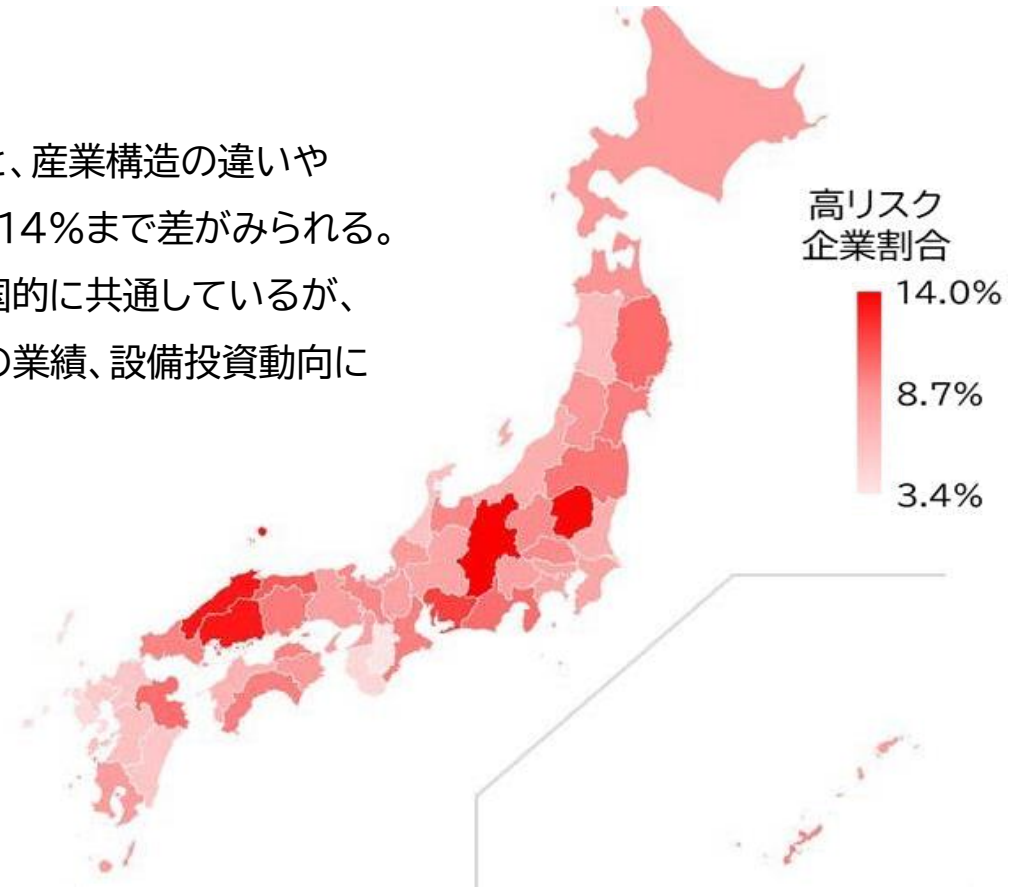 、産業構造の違いや
14%まで差がみられる。
国的に共通しているが、
の業績、設備投資動向に
高リスク
企業割合
14.0%
8.7%
3.4%